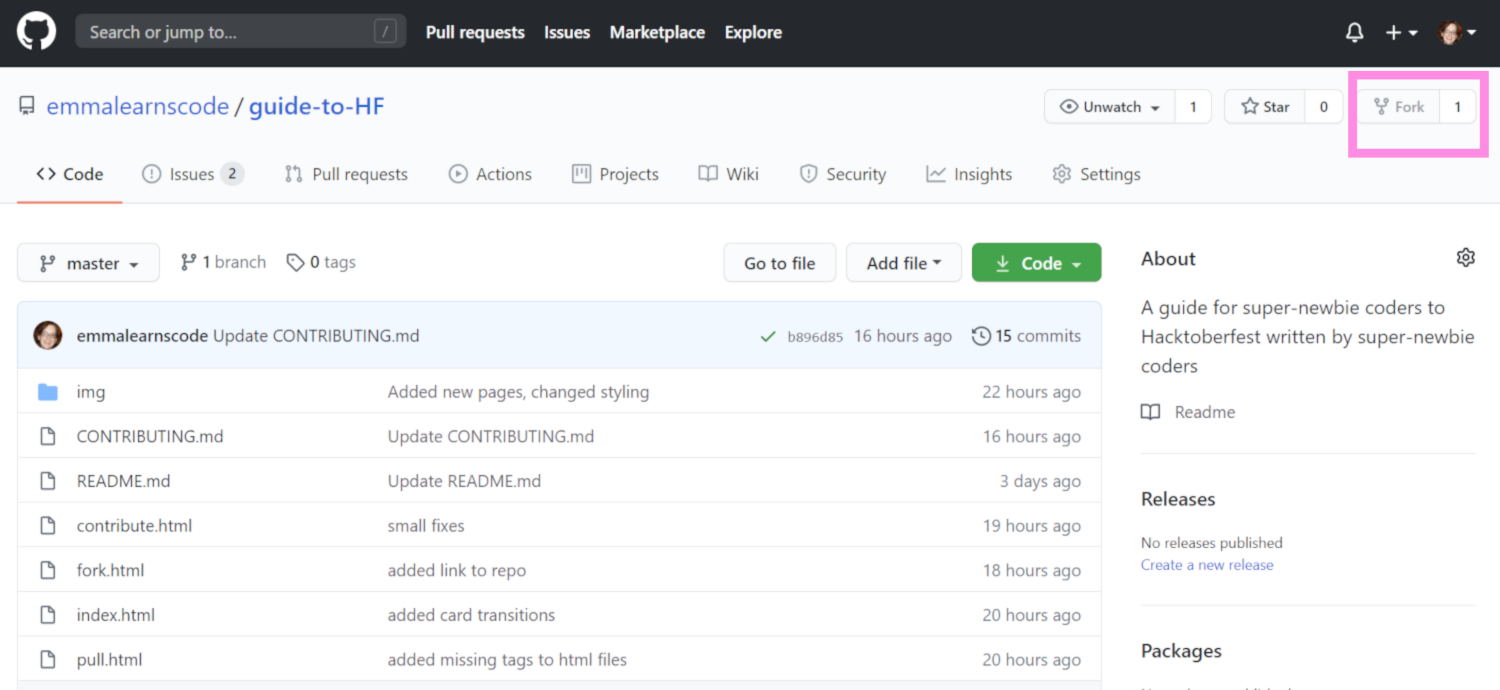 Search or jump to... / Pull requests Issues Marketplace Explore
emmalearnscode / guide-to-HF Unwatch 1 Star 0 Fork 1
Code Issues 2 Pull requests Actions Projects Wiki Security Insights Settings
master 1 branch 0 tags Go to file Add file Code
emmalearnscode Update CONTRIBUTING.md b896d85 16 hours ago 15 commits
img Added new pages, changed styling 22 hours ago
CONTRIBUTING.md Update CONTRIBUTING.md 16 hours ago
README.md Update README.md 3 days ago
contribute.html small fixes 19 hours ago
fork.html added link to repo 18 hours ago
index.html added card transitions 20 hours ago
pull.html added missing tags to html files 20 hours ago
About
A guide for super-newbie coders to
Hacktoberfest written by super-newbie
coders
Readme
Releases
No releases published
Create a new release
Packages